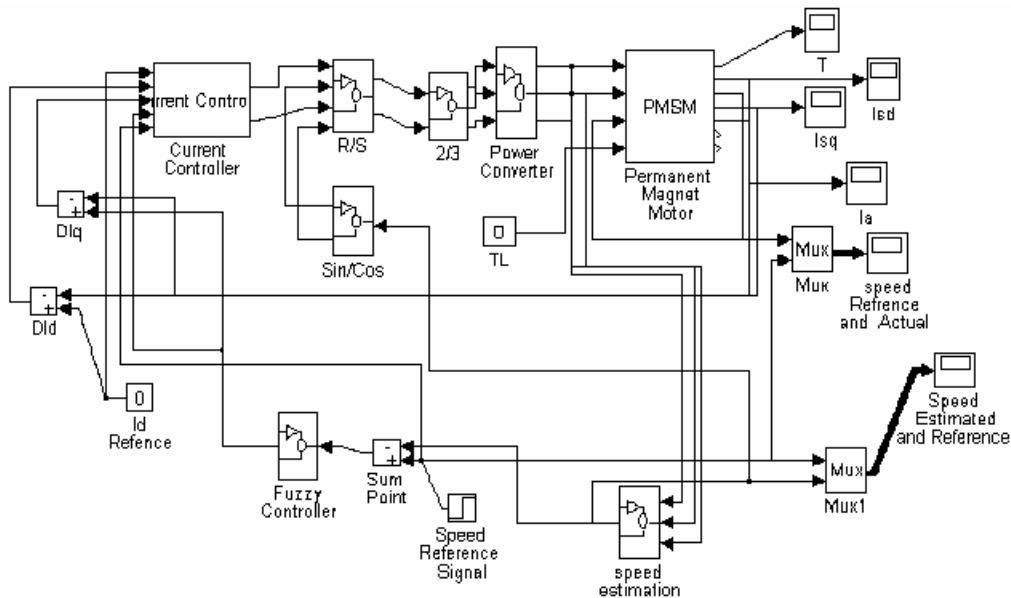 T
Isd
Isq
Ia
urrent Contro
Current
Controller
R/S
2/3
Power
Converter
PMSM
Permanent
Magnet
Motor
DIq
Sin/Cos
0
TL
Mux
Mux
speed
Refrence
and Actual
DId
0
Id
Refence
Fuzzy
Controller
Sum
Point
Speed
Reference
Signal
speed
estimation
Mux
Mux1
Speed
Estimated
and Reference